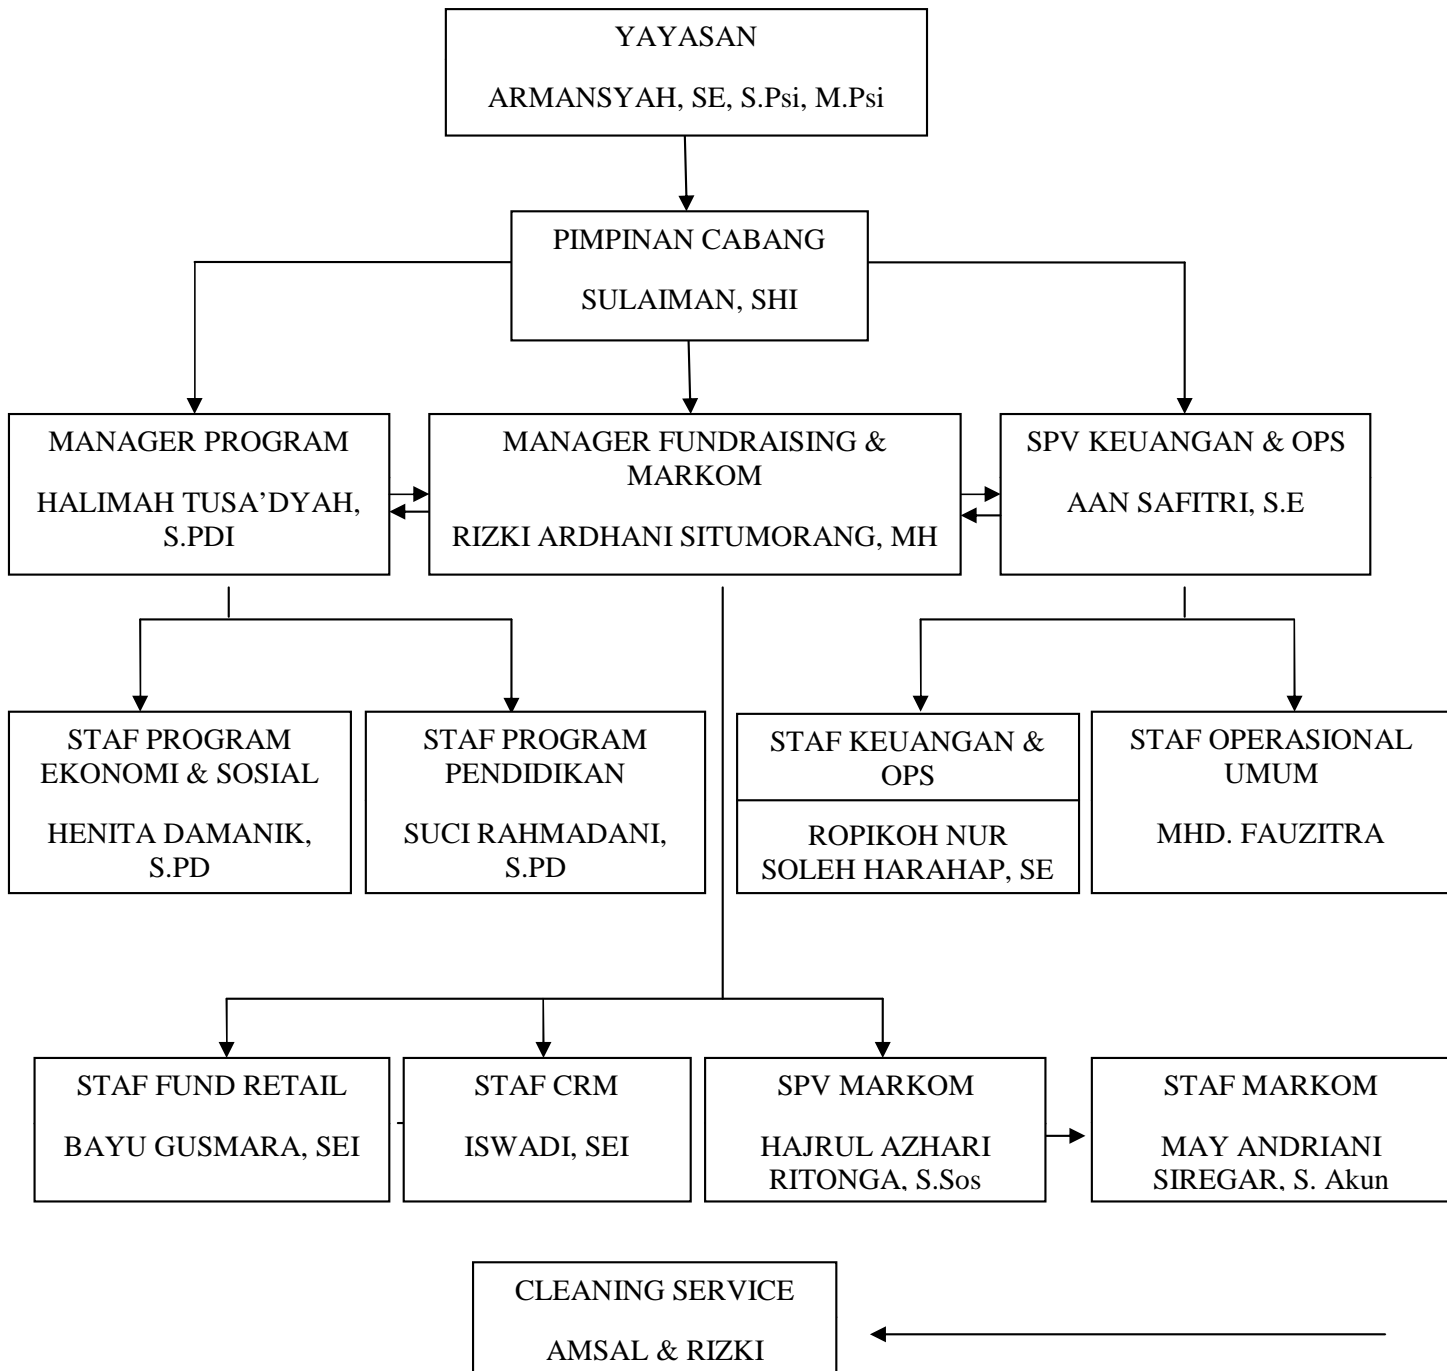 YAYASAN
ARMANSYAH, SE, S.Psi, M.Psi
PIMPINAN CABANG
SULAIMAN, SHI
MANAGER PROGRAM
HALIMAH TUSA’DYAH,
S.PDI
MANAGER FUNDRAISING &
MARKOM
RIZKI ARDHANI SITUMORANG, MH
SPV KEUANGAN & OPS
AAN SAFITRI, S.E
STAF PROGRAM
EKONOMI & SOSIAL
HENITA DAMANIK,
S.PD
STAF PROGRAM
PENDIDIKAN
SUCI RAHMADANI,
S.PD
STAF KEUANGAN &
OPS
ROPIKOH NUR
SOLEH HARAHAP, SE
STAF OPERASIONAL
UMUM
MHD. FAUZITRA
STAF FUND RETAIL
BAYU GUSMARA, SEI
STAF CRM
ISWADI, SEI
SPV MARKOM
HAJRUL AZHARI
RITONGA, S.Sos
STAF MARKOM
MAY ANDRIANI
SIREGAR, S. Akun
CLEANING SERVICE
AMSAL & RIZKI